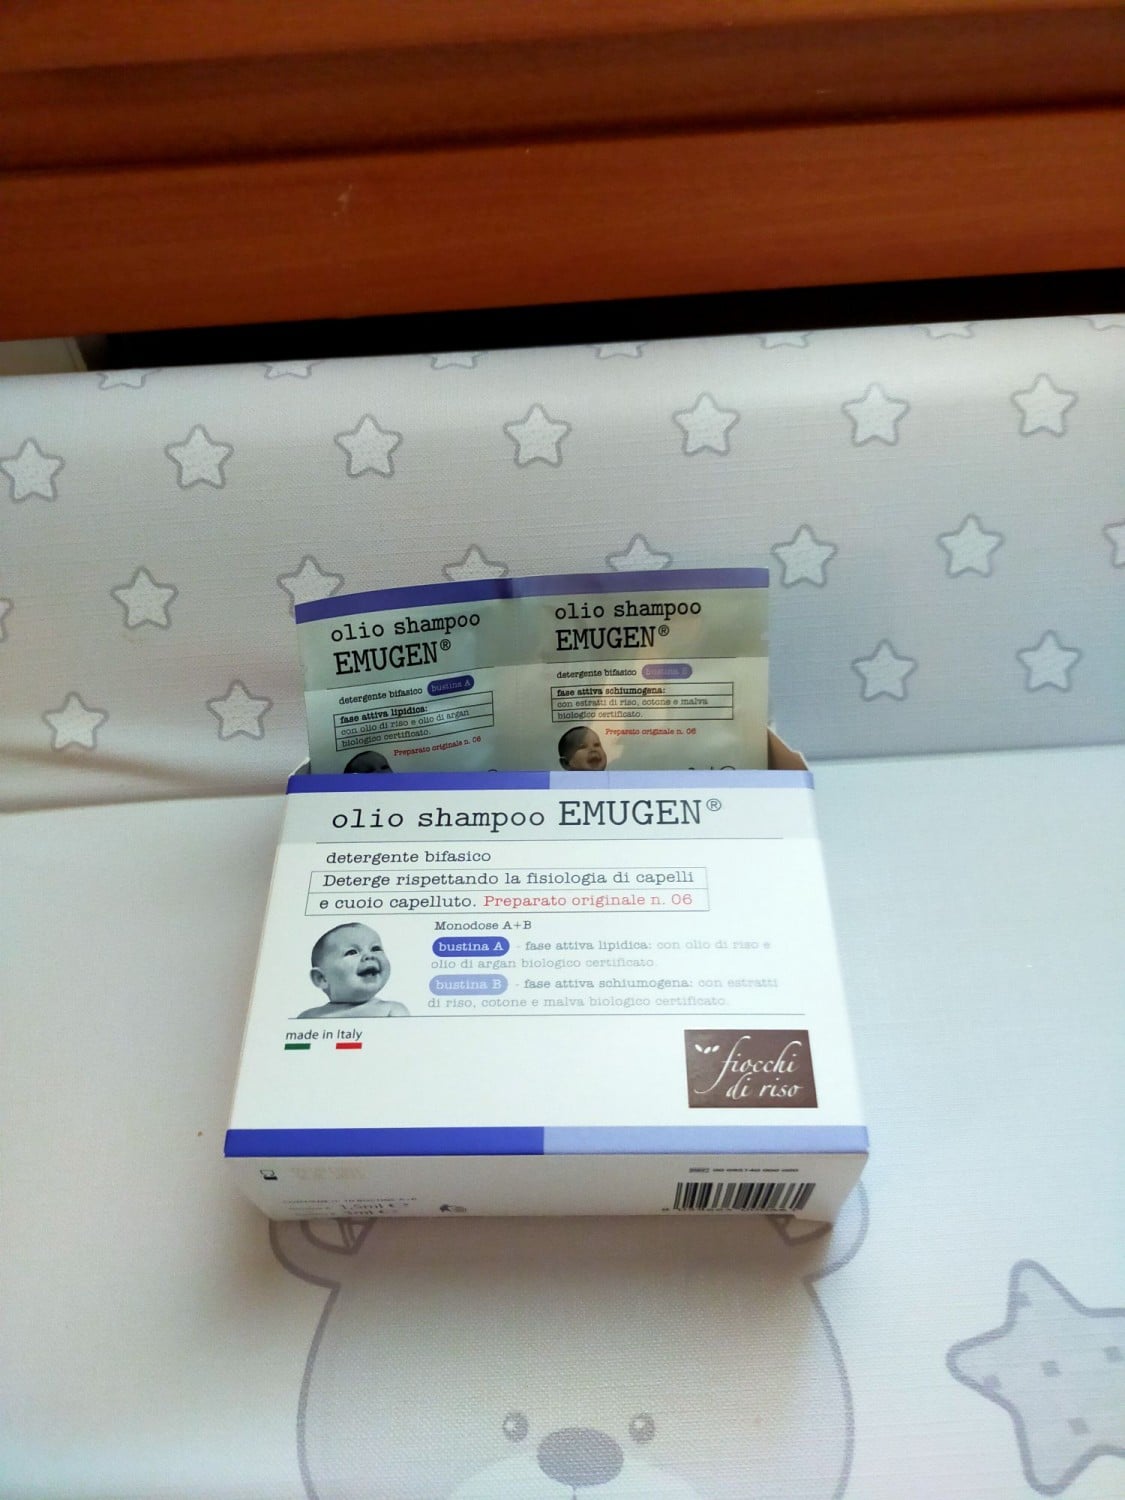 olio shampoo
EMUGEN®
detergente bifasico bustina A
fase attiva lipidica:
con olio di riso e olio di argan
biologico certificato.
Preparato originale n. 06
olio shampoo
EMUGEN®
detergente bifasico bustina B
fase attiva schiumogena:
con estratti di riso, cotone e malva
biologico certificato.
Preparato originale n. 06
olio shampoo EMUGEN®
detergente bifasico
Deterge rispettando la fisiologia di capelli
e cuoio capelluto. Preparato originale n. 06
Monodose A+B
bustina A - fase attiva lipidica: con olio di riso e
olio di argan biologico certificato.
bustina B - fase attiva schiumogena: con estratti
di riso, cotone e malva biologico certificato.
made in Italy
fiocchi
di riso